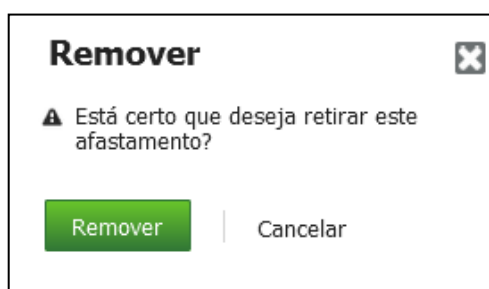 Remover
Está certo que deseja retirar este
afastamento?
Remover
Cancelar